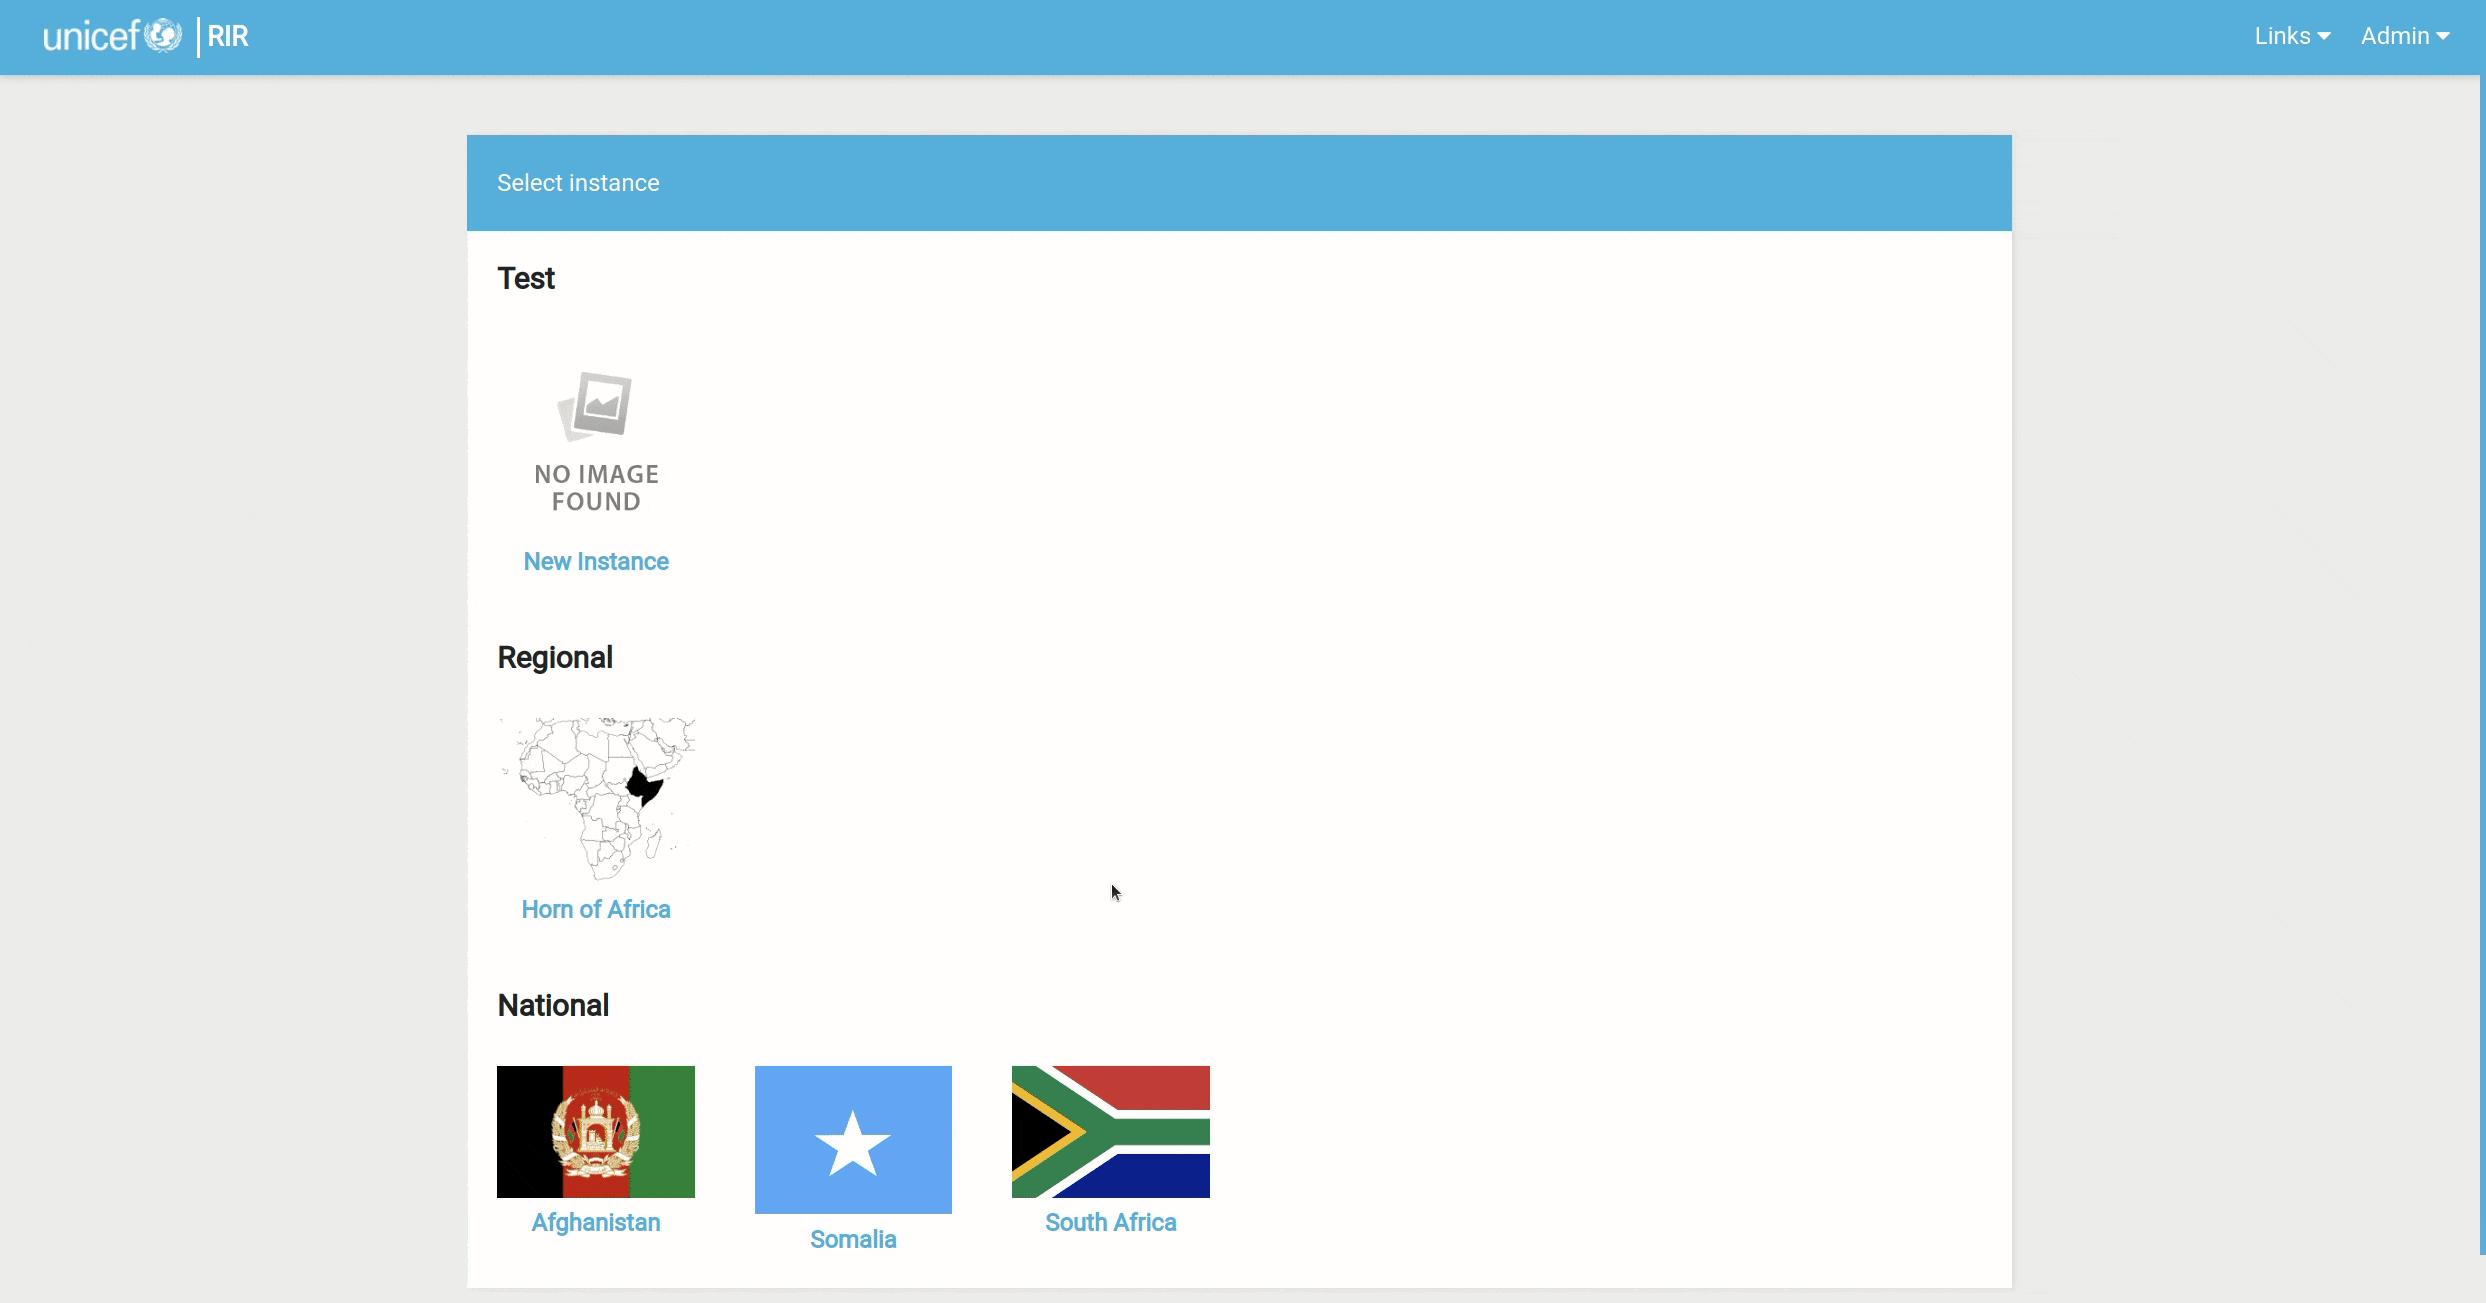 unicef | RIR
Links
Admin
Select instance
Test
NO IMAGE
FOUND
New Instance
Regional
Horn of Africa
National
Afghanistan
Somalia
South Africa